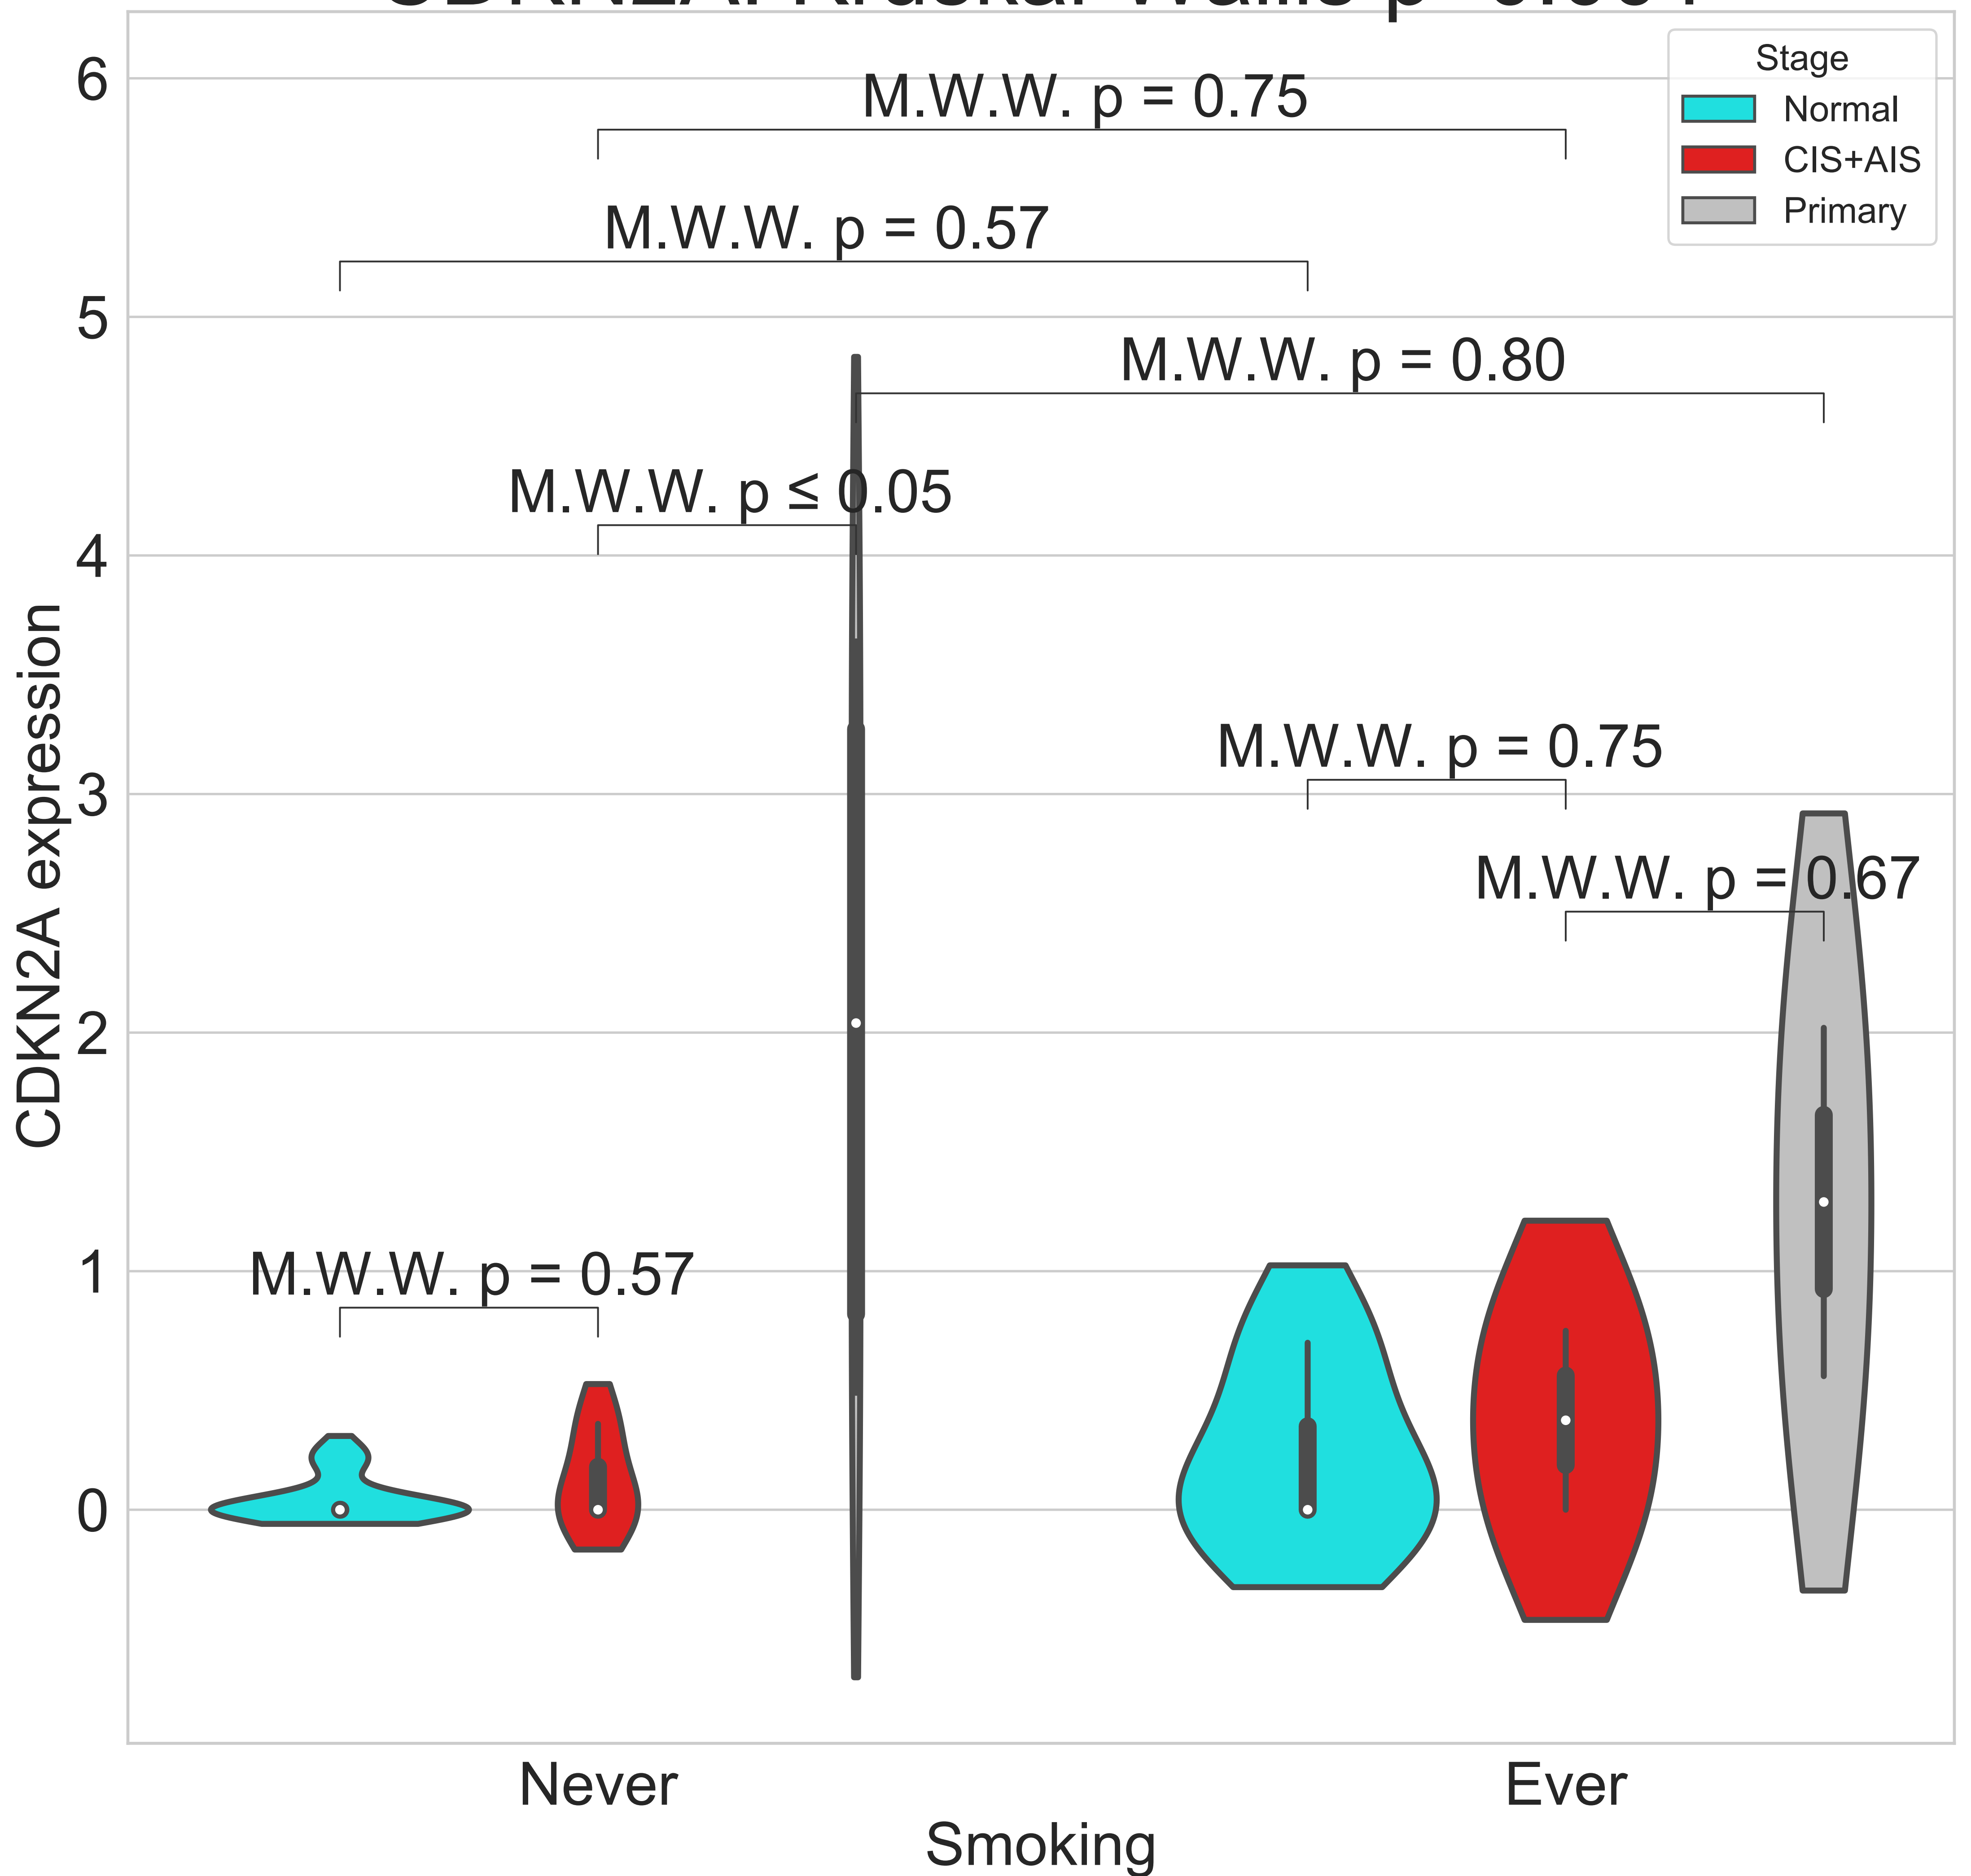 Stage
Normal
CIS+AIS
Primary
M.W.W. p = 0.75
M.W.W. p = 0.57
M.W.W. p = 0.80
M.W.W. p ≤ 0.05
M.W.W. p = 0.75
M.W.W. p = 0.67
M.W.W. p = 0.57
6
5
4
3
2
1
0
CDKN2A expression
Never
Ever
Smoking